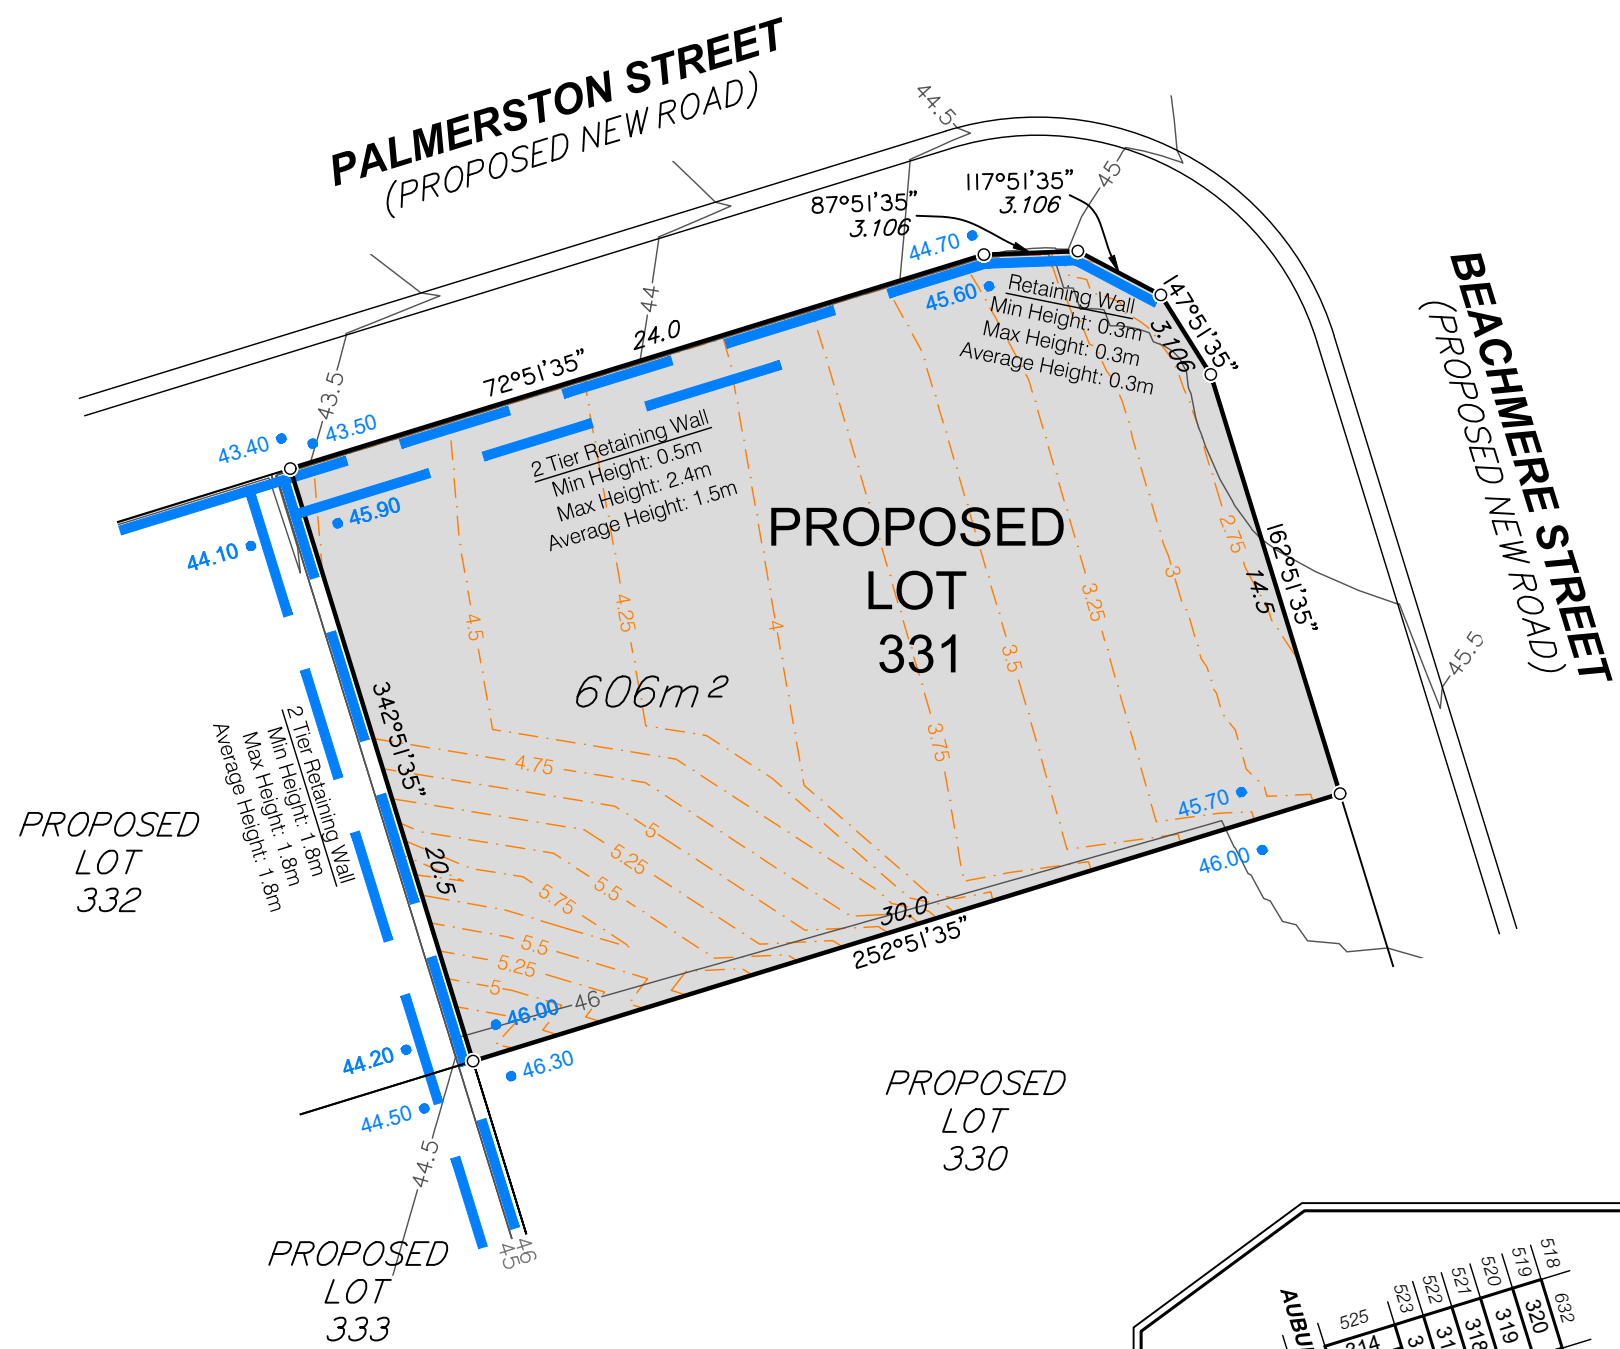 PALMERSTON STREET
(PROPOSED NEW ROAD)
44.5
45
117°51'35"
3.106
87°51'35"
3.106
44.70
45.60
Retaining Wall
Min Height: 0.3m
Max Height: 0.3m
Average Height: 0.3m
147°51'35"
3.106
BEACHMERE STREET
(PROPOSED NEW ROAD)
44
24.0
72°51'35"
43.5
43.40
43.50
45.90
44.10
2 Tier Retaining Wall
Min Height: 0.5m
Max Height: 2.4m
Average Height: 1.5m
PROPOSED
LOT
331
606m²
162°51'35"
14.5
45.5
4.5
4.25
4
3.75
3.5
3.25
3
2.75
342°51'35"
20.5
2 Tier Retaining Wall
Min Height: 1.8m
Max Height: 1.8m
Average Height: 1.8m
PROPOSED
LOT
332
4.75
5
5.25
5.5
5.75
5.5
5.25
5
45.70
46.00
30.0
252°51'35"
46.00
46
46.30
44.20
44.50
44.5
45
46
PROPOSED
LOT
330
PROPOSED
LOT
333
518
519
520
521
522
523
525
632
320
319
318
314